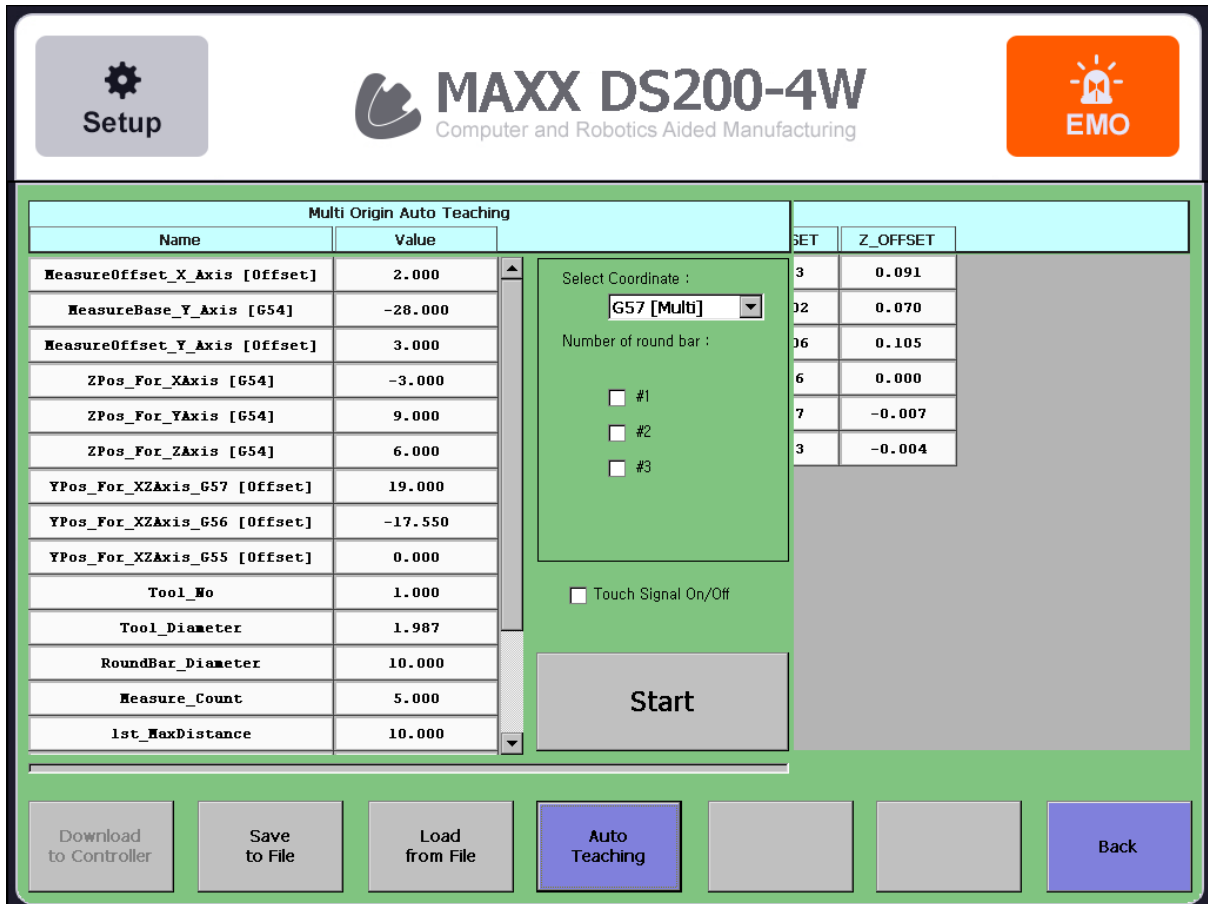 Setup
MAXX DS200-4W
Computer and Robotics Aided Manufacturing
EMO
Multi Origin Auto Teaching
Name Value Z_OFFSET
MeasureOffset_X_Axis [Offset] 2.000 0.091
MeasureBase_Y_Axis [G54] -28.000 0.070
MeasureOffset_Y_Axis [Offset] 3.000 0.105
ZPos_For_XAxis [G54] -3.000 0.000
ZPos_For_YAxis [G54] 9.000 -0.007
ZPos_For_ZAxis [G54] 6.000 -0.004
YPos_For_XZAxis_G57 [Offset] 19.000
YPos_For_XZAxis_G56 [Offset] -17.550
YPos_For_XZAxis_G55 [Offset] 0.000
Tool_No 1.000
Tool_Diameter 1.987
RoundBar_Diameter 10.000
Measure_Count 5.000
1st_MaxDistance 10.000
Select Coordinate :
G57 [Multi]
Number of round bar :
#1
#2
#3
Touch Signal On/Off
Start
Download
to Controller
Save
to File
Load
from File
Auto
Teaching
Back